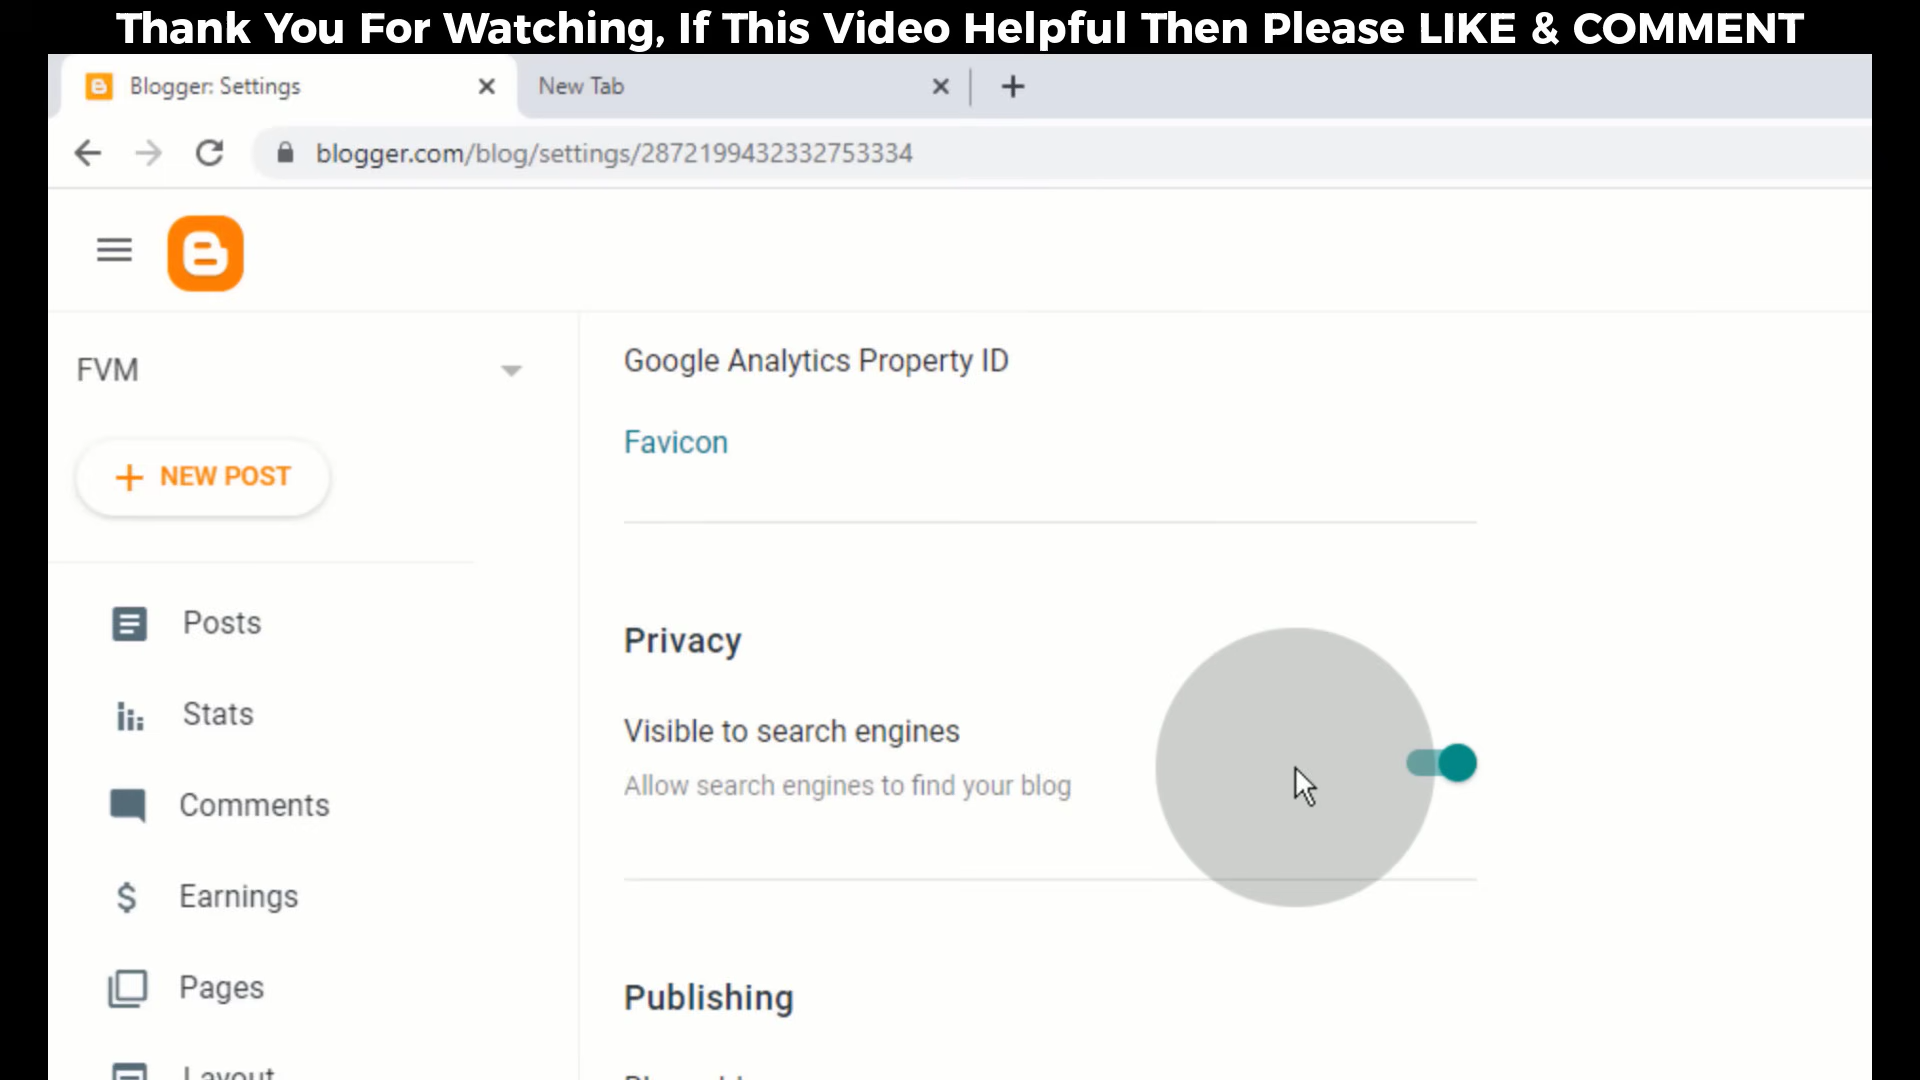 Thank You For Watching, If This Video Helpful Then Please LIKE & COMMENT
Blogger: Settings
New Tab
blogger.com/blog/settings/2872199432332753334
FVM
NEW POST
Posts
Stats
Comments
Earnings
Pages
Layout
Google Analytics Property ID
Favicon
Privacy
Visible to search engines
Allow search engines to find your blog
Publishing